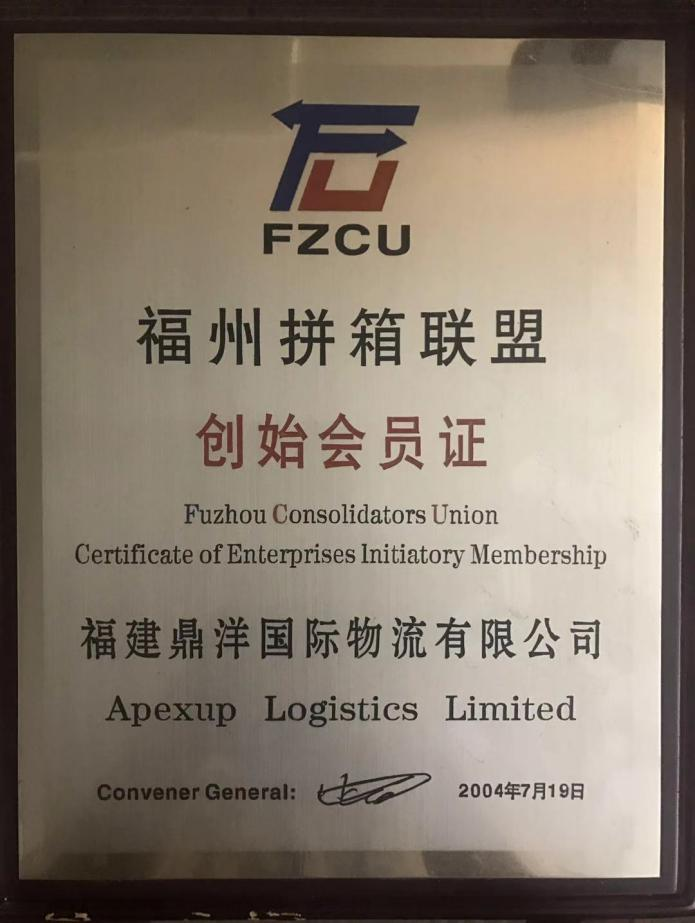 FZCU
福州拼箱联盟
创始会员证
Fuzhou Consolidators Union
Certificate of Enterprises Initiatory Membership
福建鼎洋国际物流有限公司
Apexup Logistics Limited
Convener General: 2004年7月19日